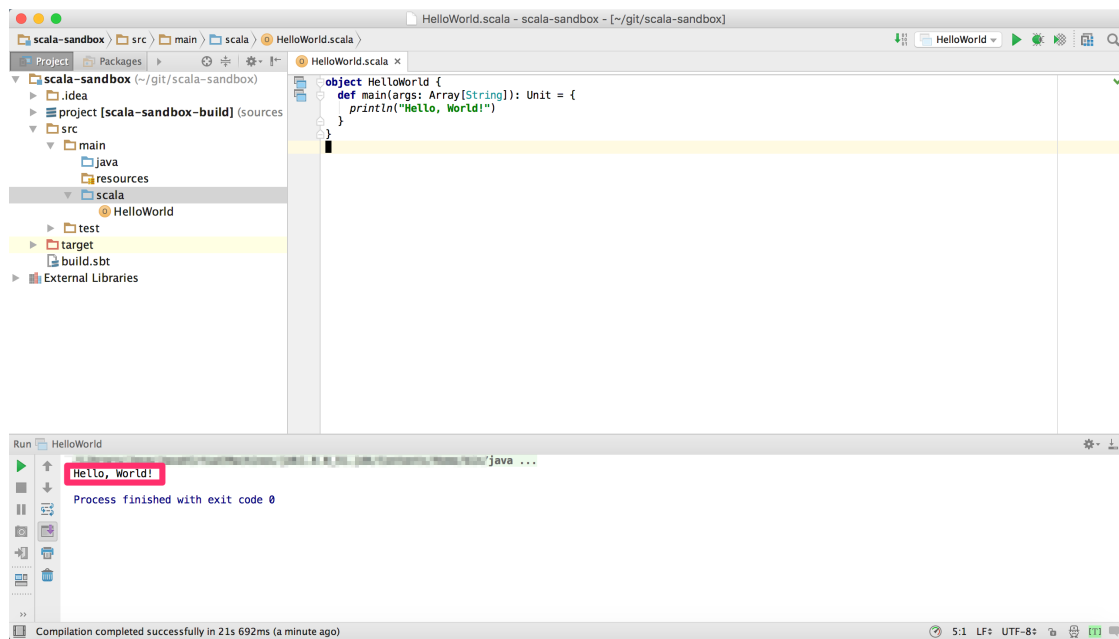 HelloWorld.scala - scala-sandbox - [~/git/scala-sandbox]
scala-sandbox src main scala HelloWorld.scala HelloWorld
Project Packages HelloWorld.scala ×
scala-sandbox (~/git/scala-sandbox)
.idea
project [scala-sandbox-build] (sources
src
main
java
resources
scala
HelloWorld
test
target
build.sbt
External Libraries
object HelloWorld {
def main(args: Array[String]): Unit = {
println("Hello, World!")
}
}
Run HelloWorld
/java ...
Hello, World!
Process finished with exit code 0
Compilation completed successfully in 21s 692ms (a minute ago) 5:1 LF UTF-8 [T]